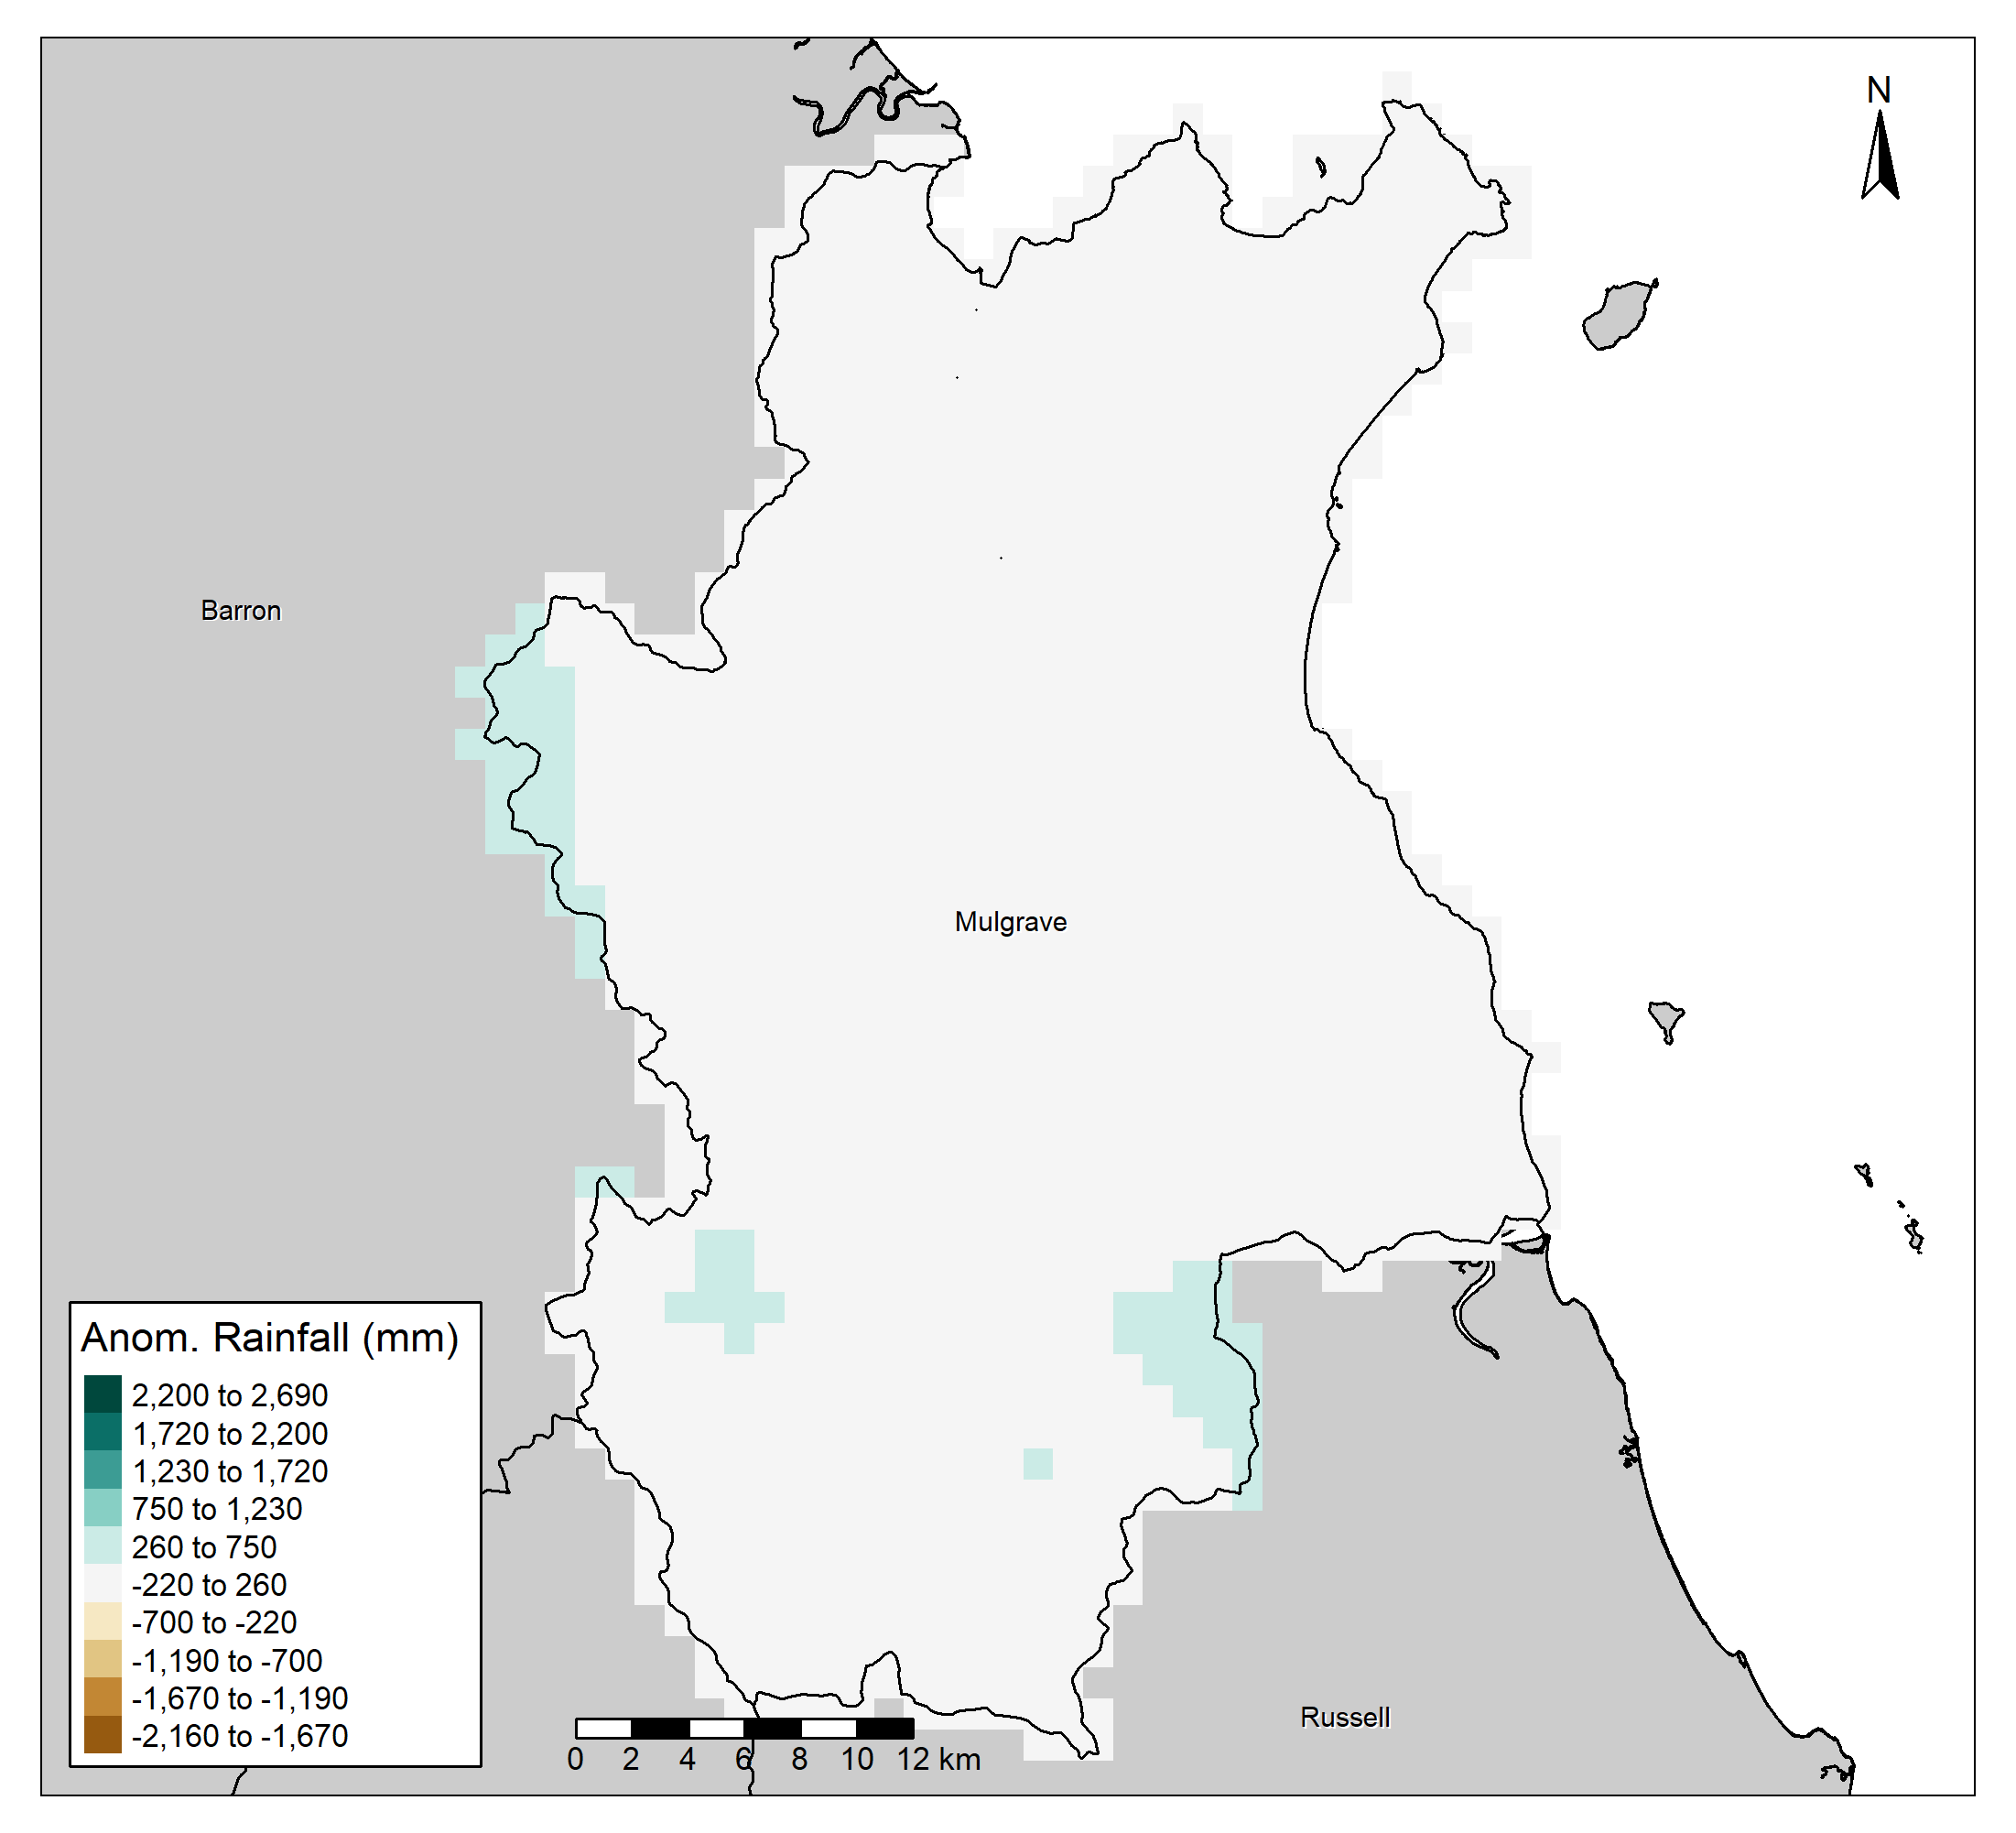 N
Barron
Mulgrave
Anom. Rainfall (mm)
2,200 to 2,690
1,720 to 2,200
1,230 to 1,720
750 to 1,230
260 to 750
-220 to 260
-700 to -220
-1,190 to -700
-1,670 to -1,190
-2,160 to -1,670
Russell
0 2 4 6 8 10 12 km